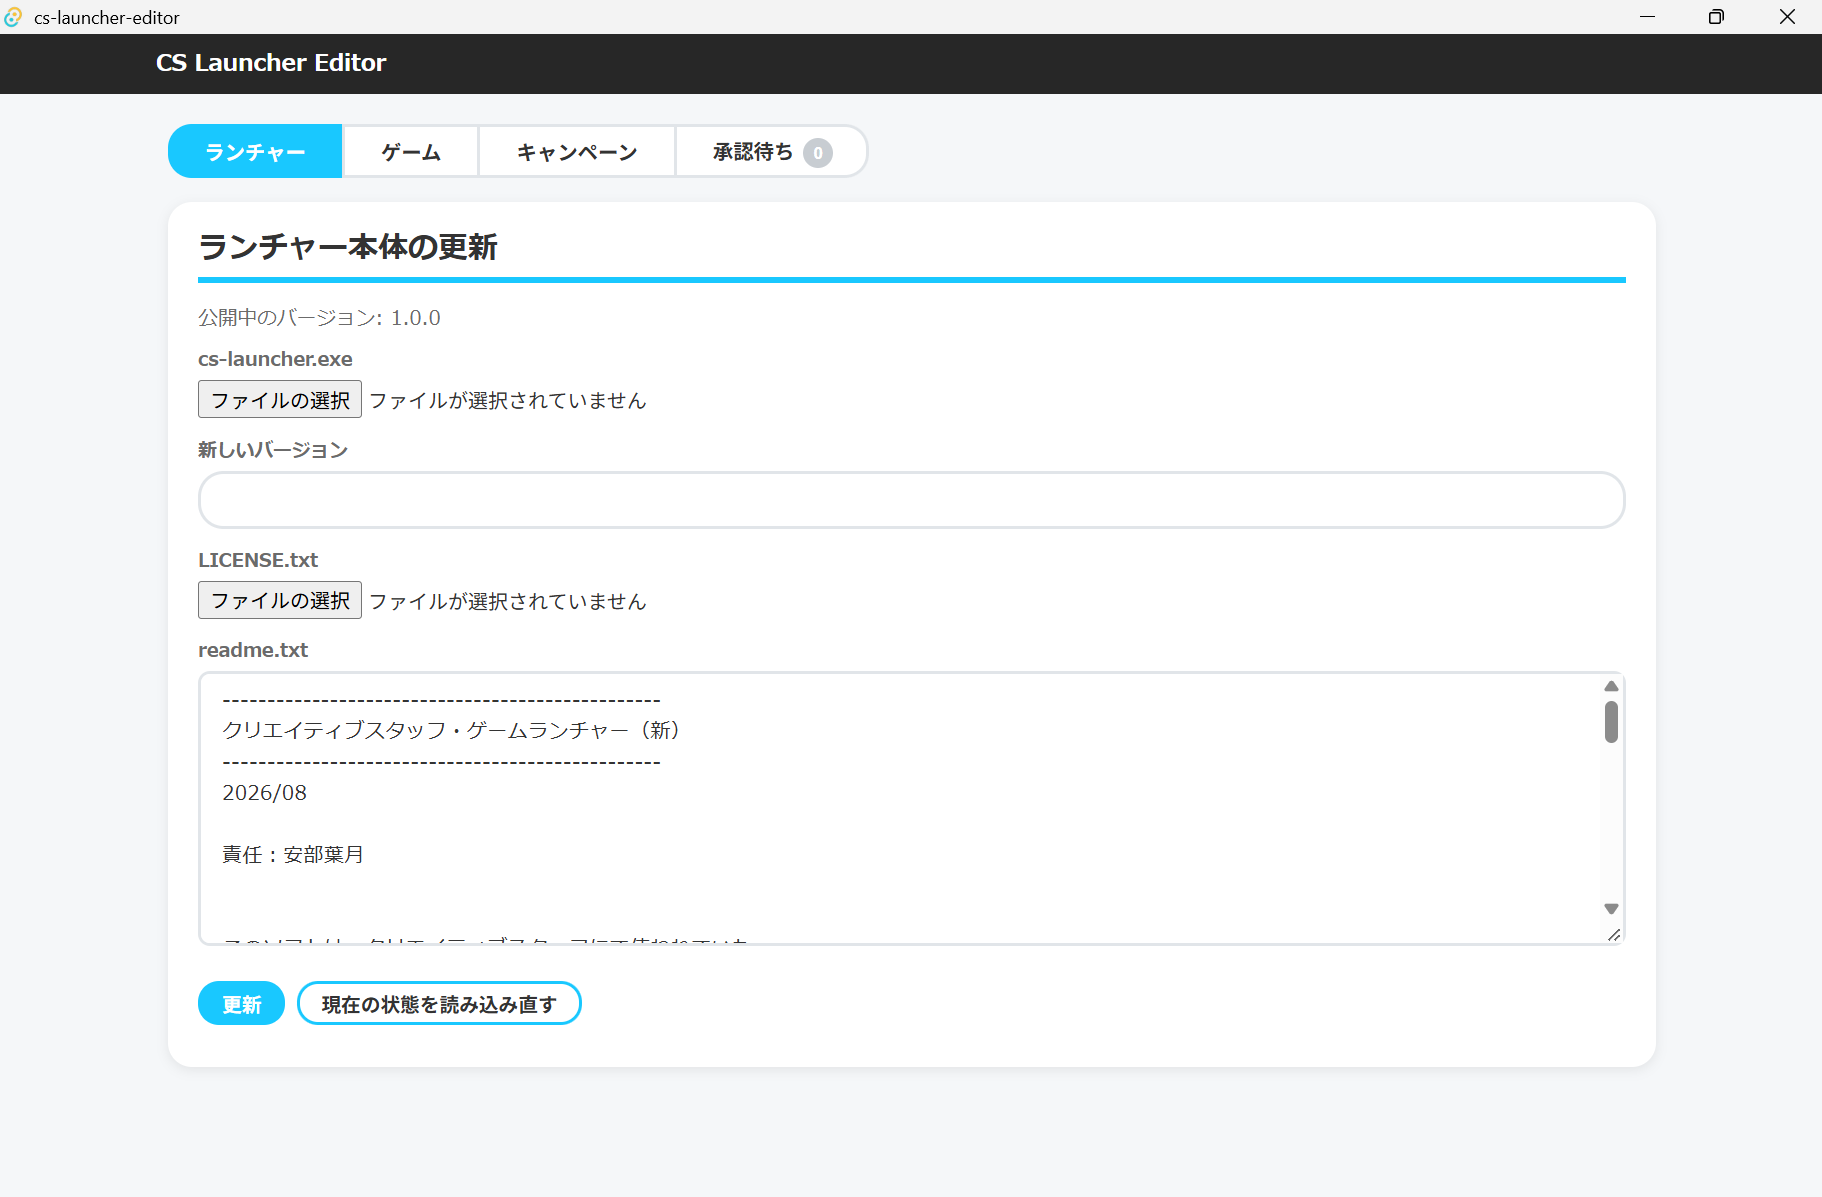 cs-launcher-editor
CS Launcher Editor
ランチャー
ゲーム
キャンペーン
承認待ち 0
ランチャー本体の更新
公開中のバージョン: 1.0.0
cs-launcher.exe
ファイルの選択 ファイルが選択されていません
新しいバージョン
LICENSE.txt
ファイルの選択 ファイルが選択されていません
readme.txt
-------------------------------------------------
クリエイティブスタッフ・ゲームランチャー（新）
-------------------------------------------------
2026/08
責任：安部葉月
更新
現在の状態を読み込み直す